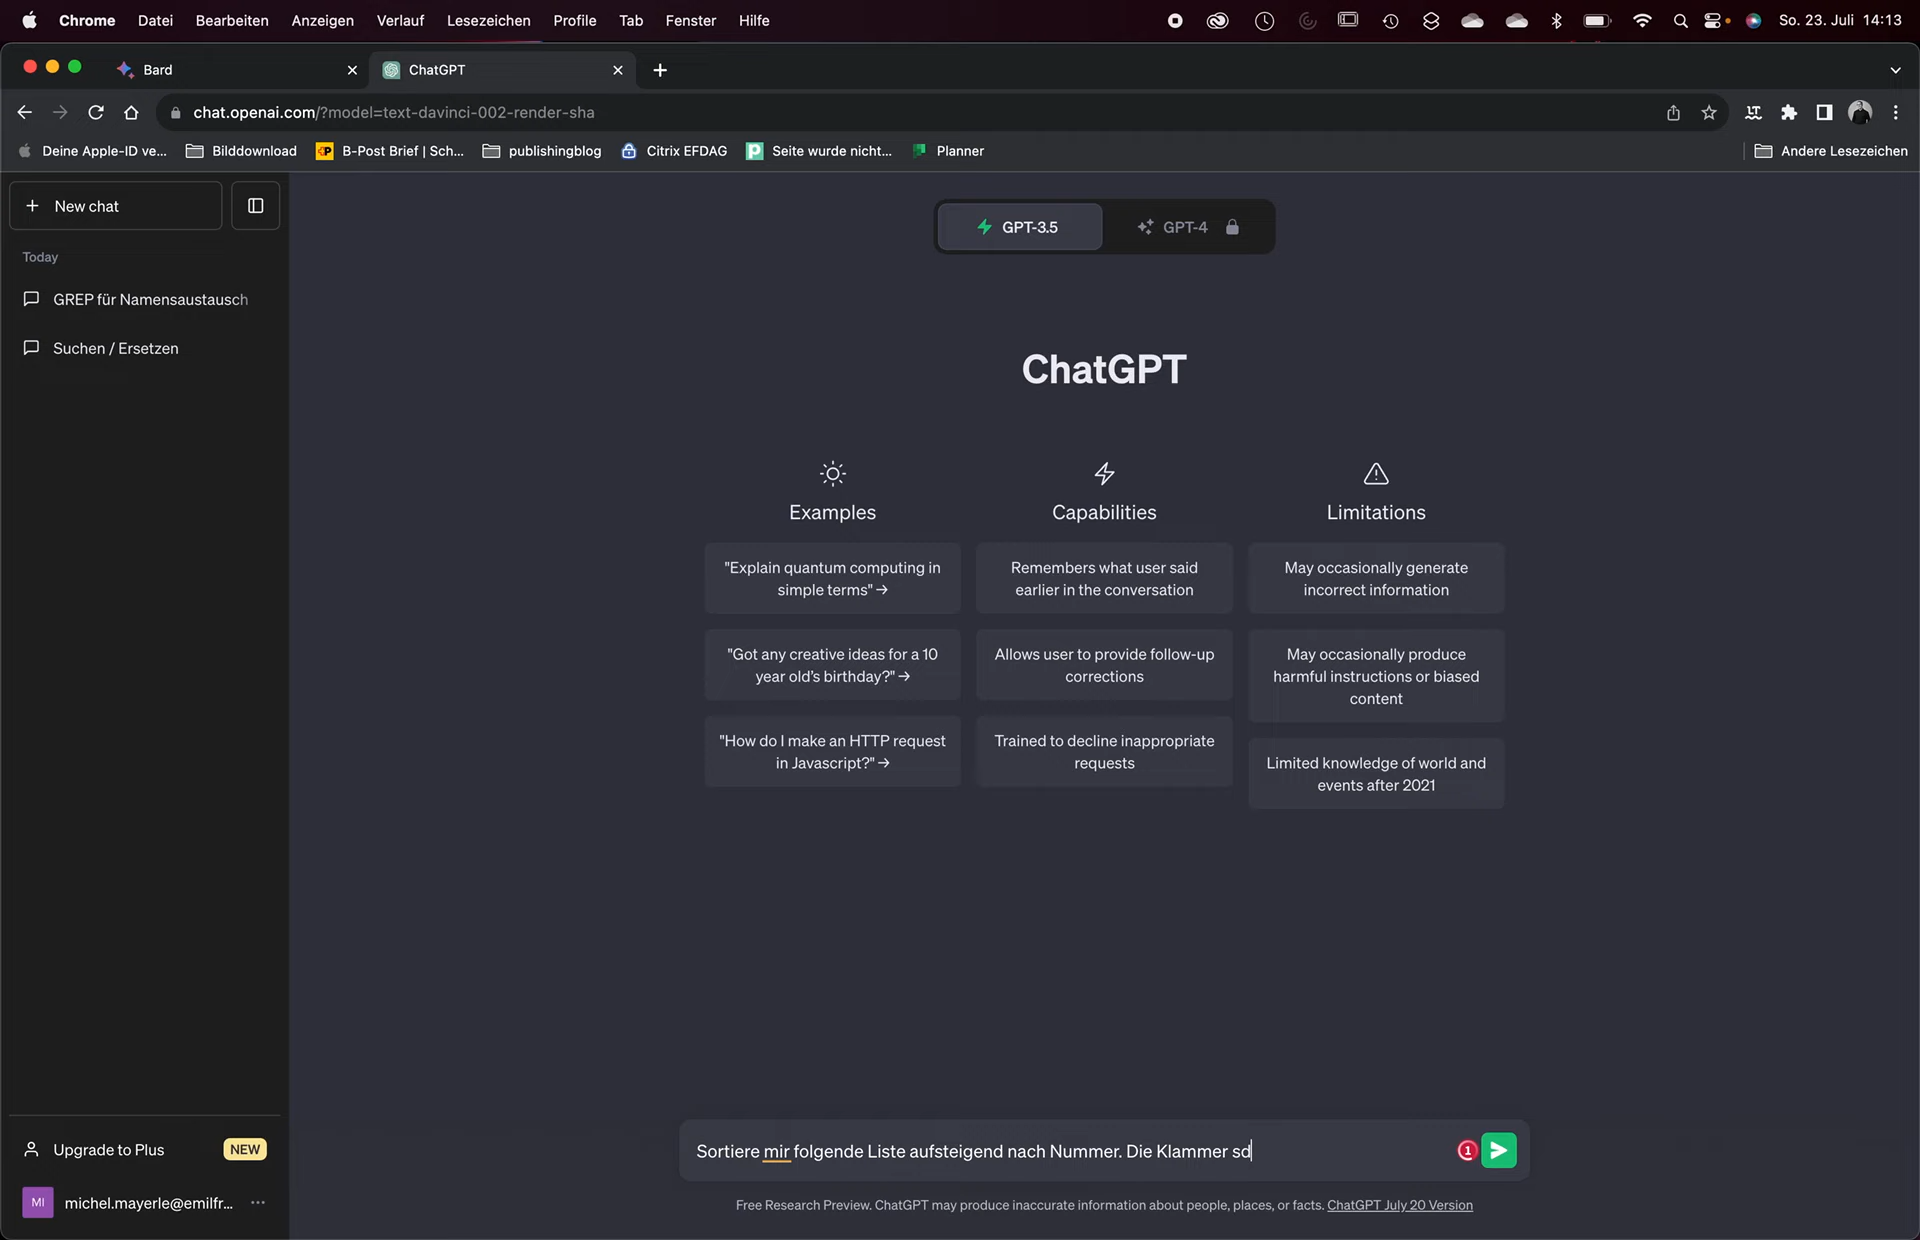 Chrome Datei Bearbeiten Anzeigen Verlauf Lesezeichen Profile Tab Fenster Hilfe So. 23. Juli 14:13
Bard ChatGPT
chat.openai.com/?model=text-davinci-002-render-sha
Deine Apple-ID ve... Bilddownload B-Post Brief | Sch... publishingblog Citrix EFDAG Seite wurde nicht... Planner Andere Lesezeichen
New chat
Today
GREP für Namensaustausch
Suchen / Ersetzen
GPT-3.5 GPT-4
ChatGPT
Examples
"Explain quantum computing in
simple terms" →
"Got any creative ideas for a 10
year old's birthday?" →
"How do I make an HTTP request
in Javascript?" →
Capabilities
Remembers what user said
earlier in the conversation
Allows user to provide follow-up
corrections
Trained to decline inappropriate
requests
Limitations
May occasionally generate
incorrect information
May occasionally produce
harmful instructions or biased
content
Limited knowledge of world and
events after 2021
Upgrade to Plus NEW
MI michel.mayerle@emilfr...
Sortiere mir folgende Liste aufsteigend nach Nummer. Die Klammer sd 1
Free Research Preview. ChatGPT may produce inaccurate information about people, places, or facts. ChatGPT July 20 Version